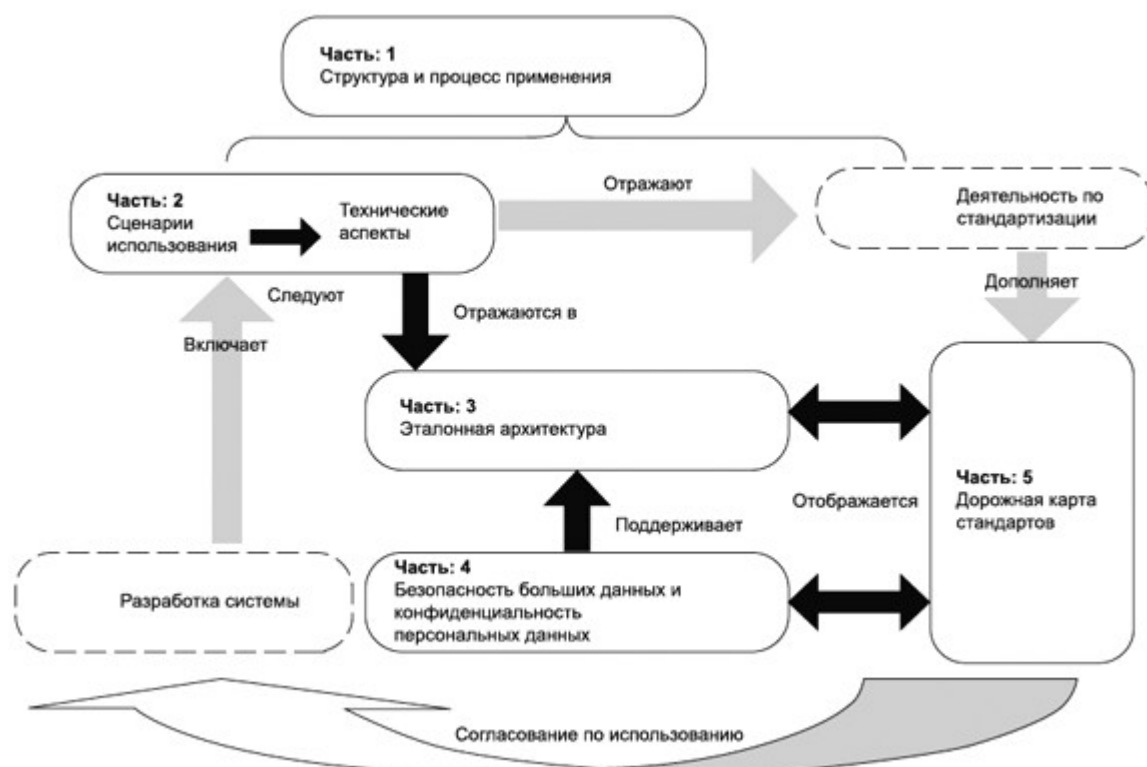 Часть: 1
Структура и процесс применения
Часть: 2
Сценарии
использования
Технические
аспекты
Отражают
Деятельность по
стандартизации
Следуют
Включает
Отражаются в
Дополняет
Часть: 3
Эталонная архитектура
Часть: 5
Дорожная карта
стандартов
Отображается
Поддерживает
Разработка системы
Часть: 4
Безопасность больших данных и
конфиденциальность
персональных данных
Согласование по использованию